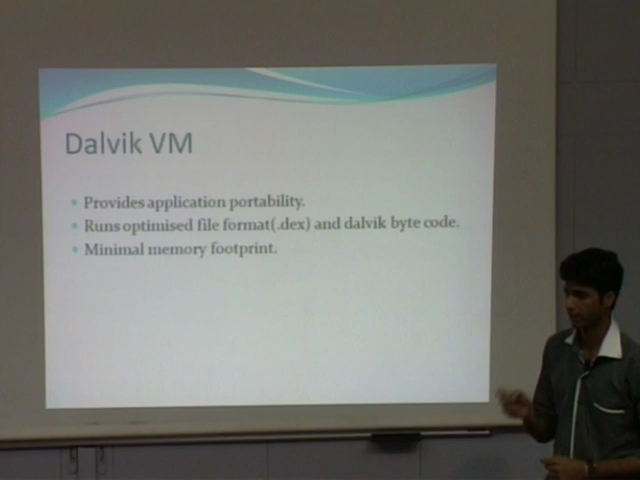 Dalvik VM
Provides application portability.
Runs optimised file format(.dex) and dalvik byte code.
Minimal memory footprint.